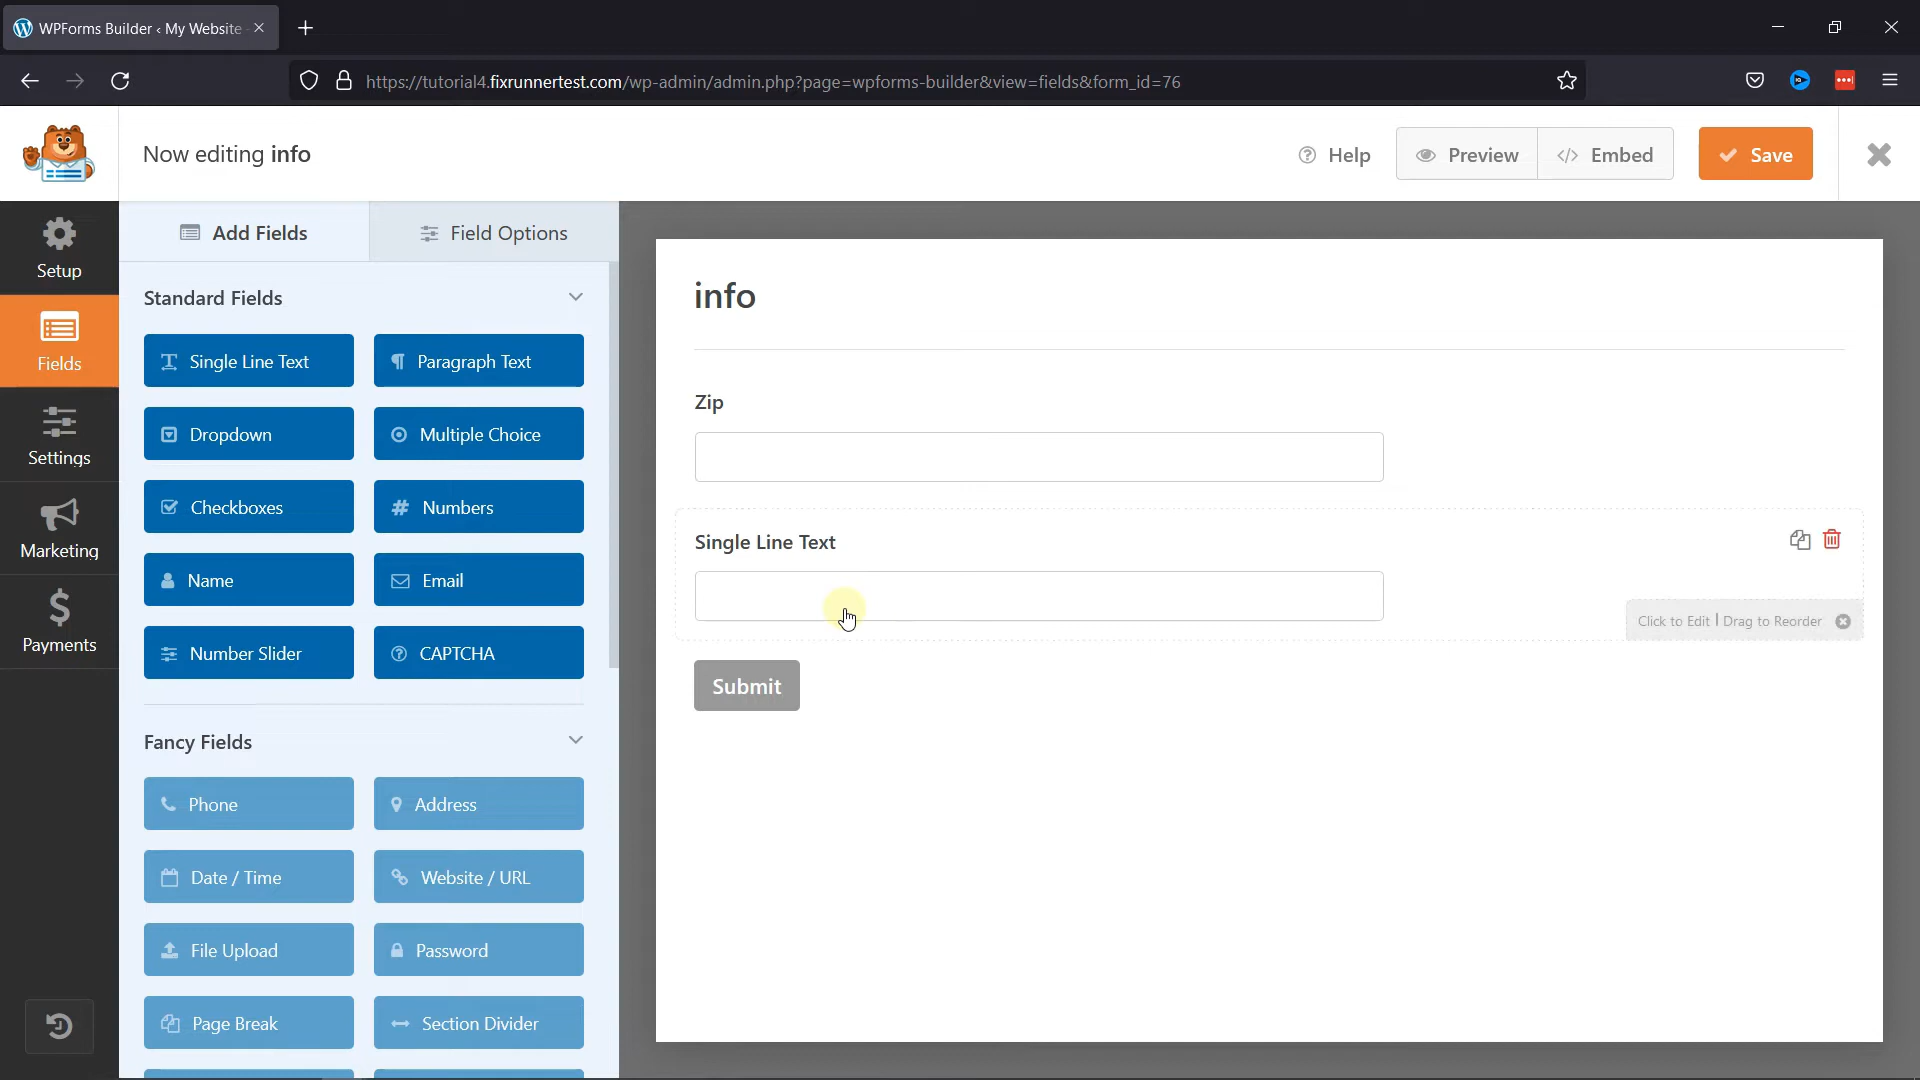 WPForms Builder ‹ My Website
https://tutorial4.fixrunnertest.com/wp-admin/admin.php?page=wpforms-builder&view=fields&form_id=76
Now editing info
Help
Preview
Embed
Save
Setup
Fields
Settings
Marketing
Payments
Add Fields
Field Options
Standard Fields
Single Line Text
Paragraph Text
Dropdown
Multiple Choice
Checkboxes
Numbers
Name
Email
Number Slider
CAPTCHA
Fancy Fields
Phone
Address
Date / Time
Website / URL
File Upload
Password
Page Break
Section Divider
info
Zip
Single Line Text
Click to Edit | Drag to Reorder
Submit